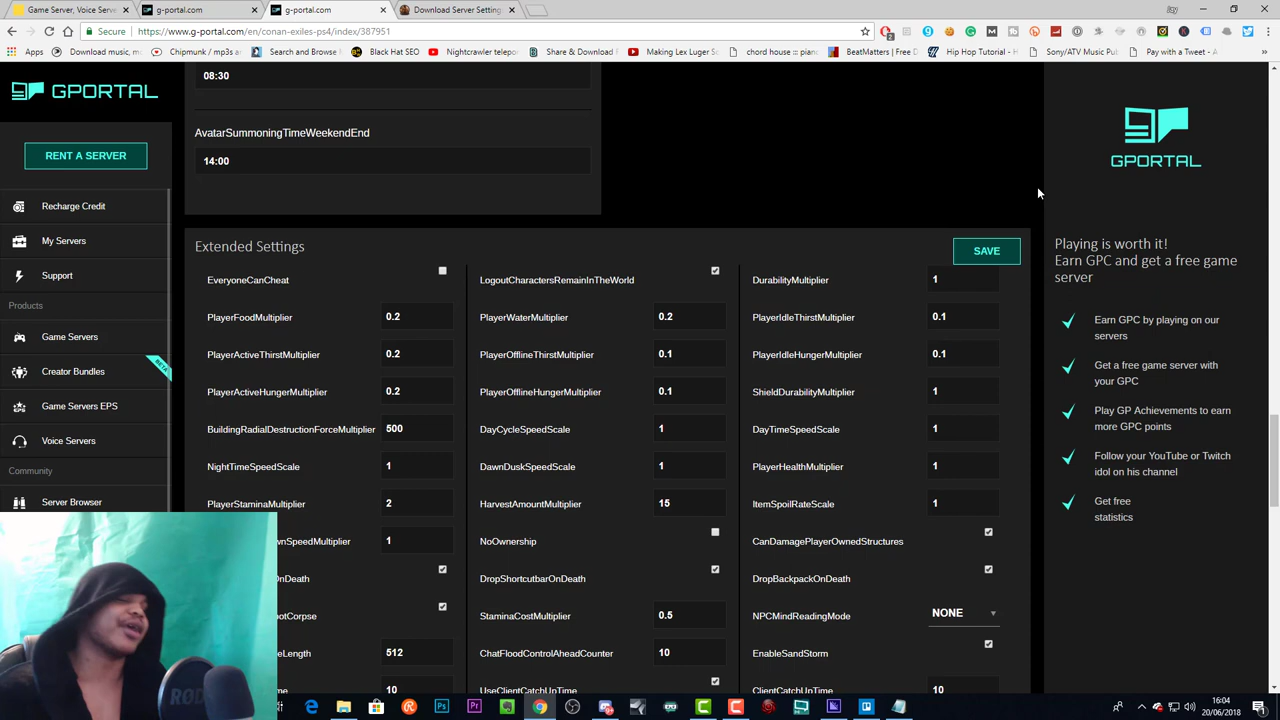 Game Server, Voice Serv
g-portal.com
g-portal.com
Download Server Setting
Secure
https://www.g-portal.com/en/conan-exiles-ps4/index/387951
Apps
Download music, m
Chipmunk / mp3s a
Search and Browse I
Black Hat SEO
Nightcrawler telepor
Share & Download F
Making Lex Luger
chord house :: piano
BeatMatters | Free D
Hip Hop Tutorial - H
Sony/ATV Music Pub
Pay with a Tweet - A
GPORTAL
RENT A SERVER
Recharge Credit
My Servers
Support
Products
Game Servers
Creator Bundles
BETA
Game Servers EPS
Voice Servers
Community
Server Browser
08:30
AvatarSummoningTimeWeekendEnd
14:00
Extended Settings
SAVE
EveryoneCanCheat
LogoutCharactersRemainInTheWorld
DurabilityMultiplier
1
PlayerFoodMultiplier
0.2
PlayerWaterMultiplier
0.2
PlayerIdleThirstMultiplier
0.1
PlayerActiveThirstMultiplier
0.2
PlayerOfflineThirstMultiplier
0.1
PlayerIdleHungerMultiplier
0.1
PlayerActiveHungerMultiplier
0.2
PlayerOfflineHungerMultiplier
0.1
ShieldDurabilityMultiplier
1
BuildingRadialDestructionForceMultiplier
500
DayCycleSpeedScale
1
DayTimeSpeedScale
1
NightTimeSpeedScale
1
DawnDuskSpeedScale
1
PlayerHealthMultiplier
1
PlayerStaminaMultiplier
2
HarvestAmountMultiplier
15
ItemSpoilRateScale
1
wnSpeedMultiplier
1
NoOwnership
CanDamagePlayerOwnedStructures
OnDeath
DropShortcutbarOnDeath
DropBackpackOnDeath
ootCorpse
StaminaCostMultiplier
0.5
NPCMindReadingMode
NONE
eLength
512
ChatFloodControlAheadCounter
10
EnableSandStorm
me
10
UseClientCatchUpTime
ClientCatchUpTime
10
GPORTAL
Playing is worth it!
Earn GPC and get a free game
server
Earn GPC by playing on our
servers
Get a free game server with
your GPC
Play GP Achievements to earn
more GPC points
Follow your YouTube or Twitch
idol on his channel
Get free
statistics
RØD
16:04
20/06/2018